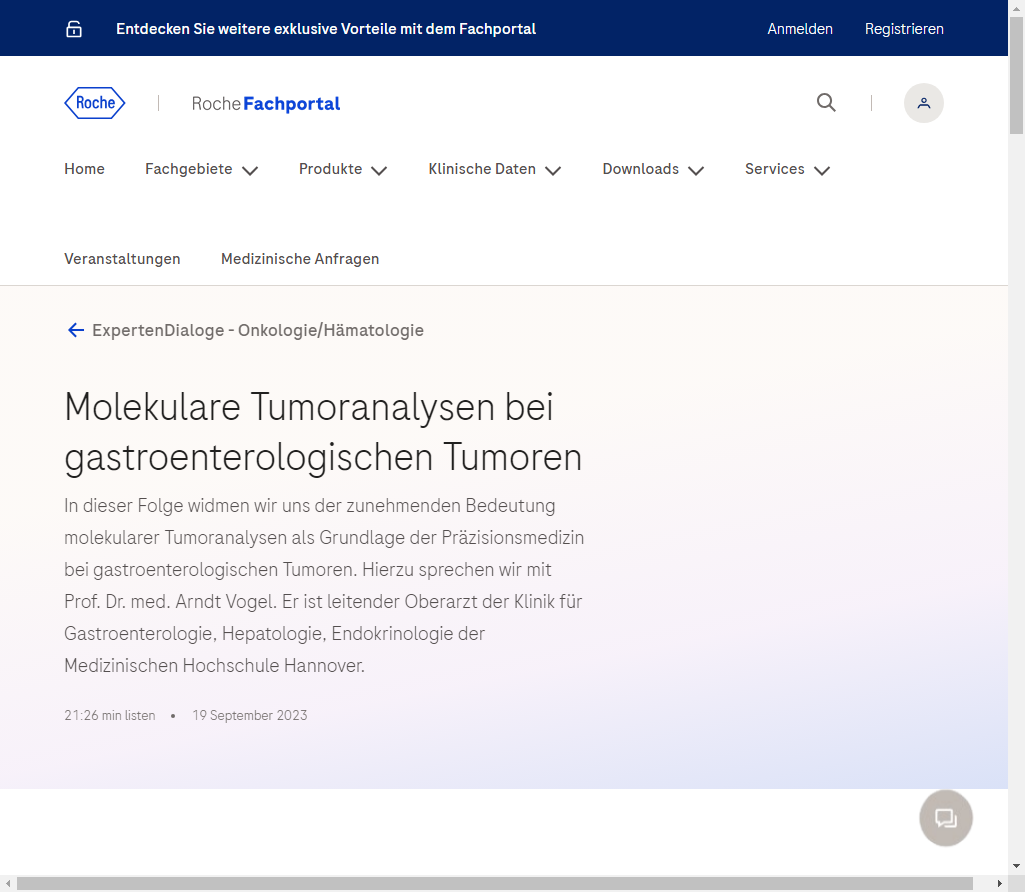 Entdecken Sie weitere exklusive Vorteile mit dem Fachportal
Anmelden
Registrieren
Roche
Roche Fachportal
Home
Fachgebiete
Produkte
Klinische Daten
Downloads
Services
Veranstaltungen
Medizinische Anfragen
ExpertenDialoge - Onkologie/Hämatologie
Molekulare Tumoranalysen bei
gastroenterologischen Tumoren
In dieser Folge widmen wir uns der zunehmenden Bedeutung
molekularer Tumoranalysen als Grundlage der Präzisionsmedizin
bei gastroenterologischen Tumoren. Hierzu sprechen wir mit
Prof. Dr. med. Arndt Vogel. Er ist leitender Oberarzt der Klinik für
Gastroenterologie, Hepatologie, Endokrinologie der
Medizinischen Hochschule Hannover.
21:26 min listen • 19 September 2023